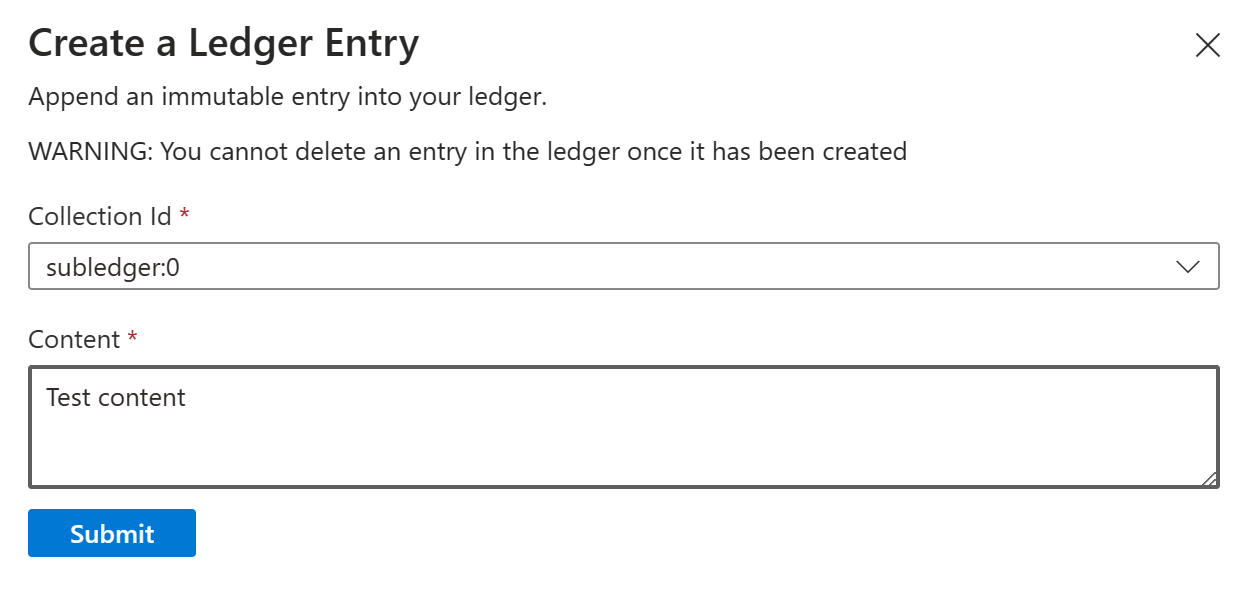 Create a Ledger Entry
Append an immutable entry into your ledger.
WARNING: You cannot delete an entry in the ledger once it has been created
Collection Id *
subledger:0
Content *
Test content
Submit